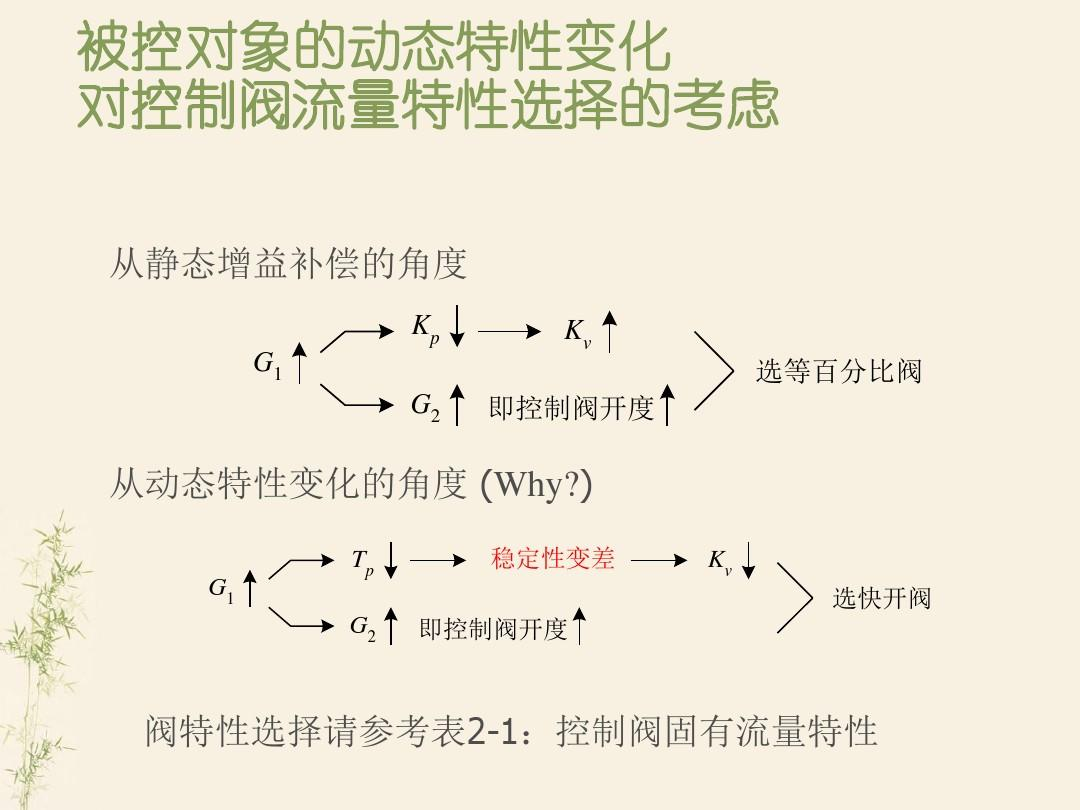 被控对象的动态特性变化
对控制阀流量特性选择的考虑
从静态增益补偿的角度
G₁ ↑ → Kₚ ↓ → Kᵥ ↑
→ G₂ ↑ 即控制阀开度 ↑
选等百分比阀
从动态特性变化的角度 (Why?)
G₁ ↑ → Tₚ ↓ → 稳定性变差 → Kᵥ ↓
→ G₂ ↑ 即控制阀开度 ↑
选快开阀
阀特性选择请参考表2-1：控制阀固有流量特性